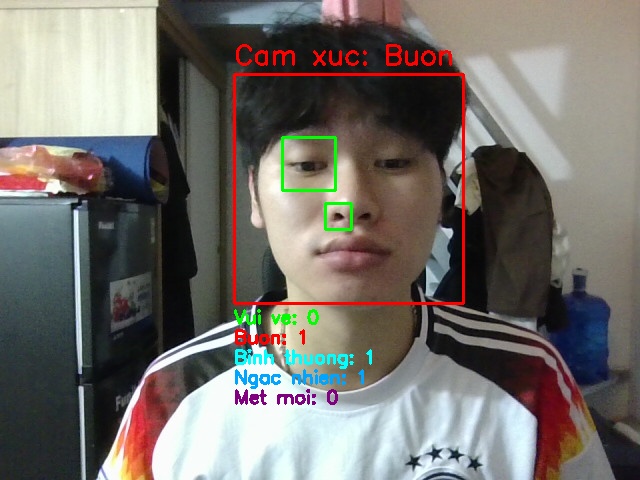 Cam xuc: Buon
Vui ve: 0
Buon: 1
Binh thuong: 1
Ngac nhien: 1
Met moi: 0